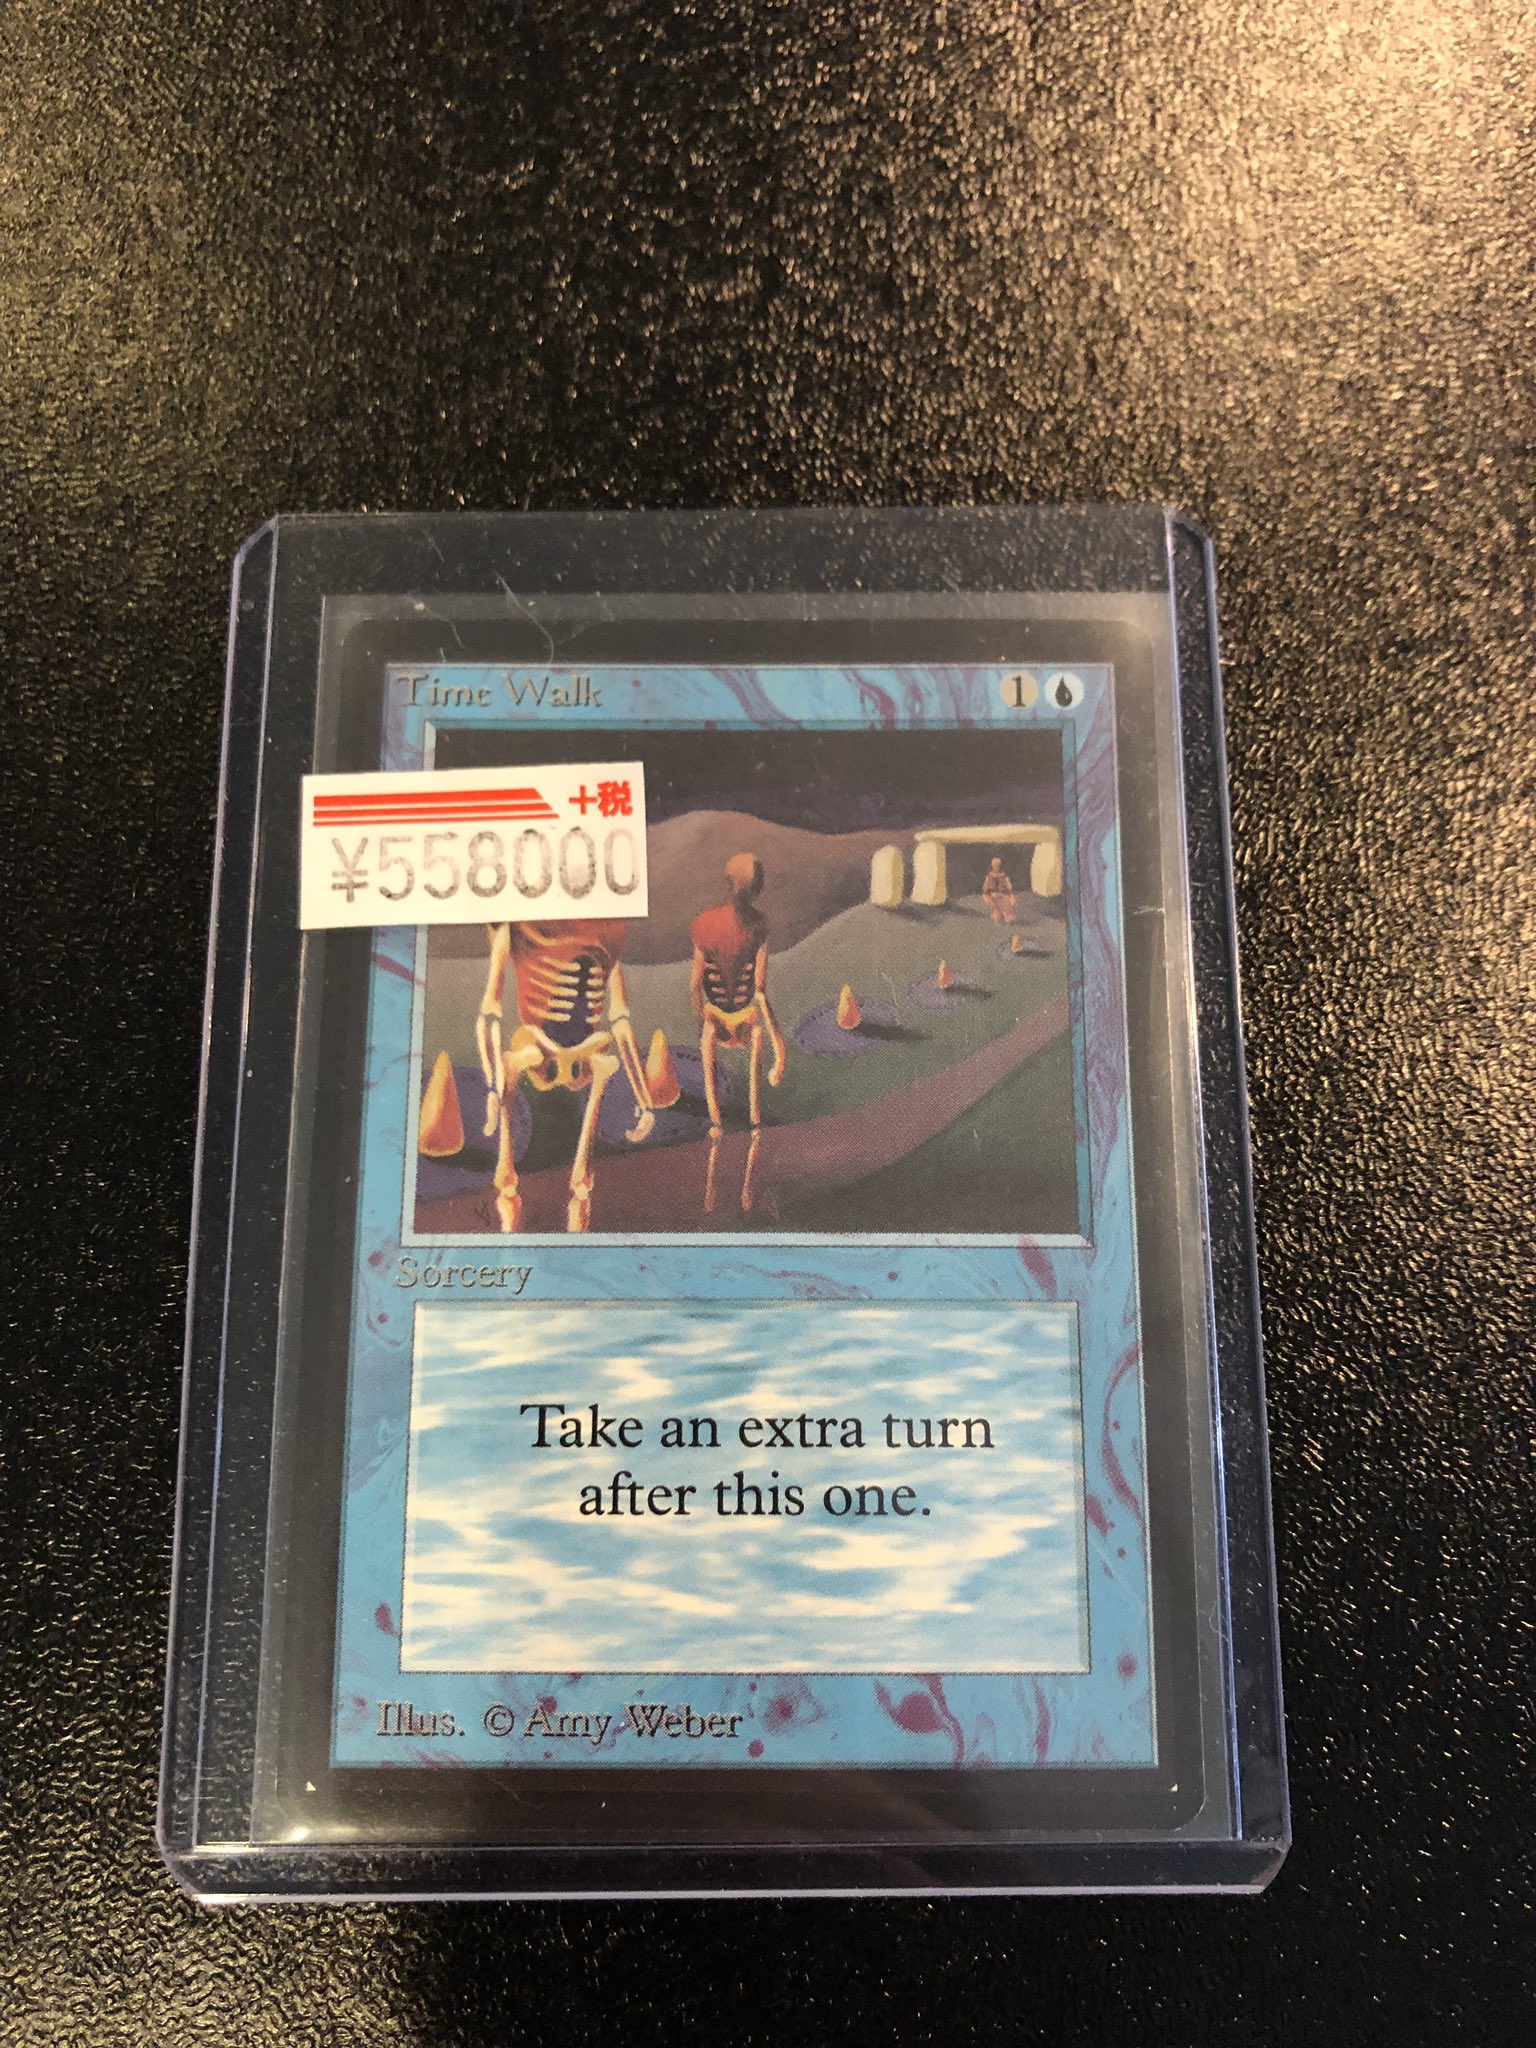 Time Walk 1
+税
¥558000
Sorcery
Take an extra turn
after this one.
Illus. © Amy Weber